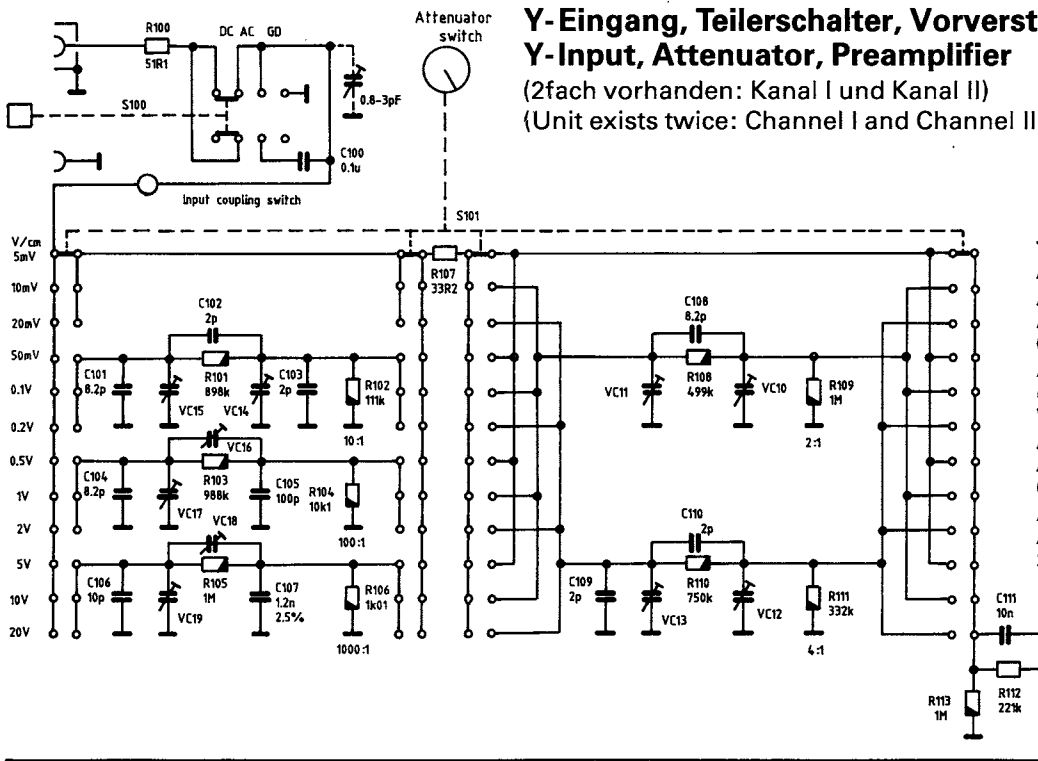 Y-Eingang, Teilerschalter, Vorverst
Y-Input, Attenuator, Preamplifier
(2fach vorhanden: Kanal I und Kanal II)
(Unit exists twice: Channel I and Channel II
Attenuator
switch
R100
51R1
DC AC GD
0.8-3pF
S100
C100
0.1u
Input coupling switch
S101
V/cm
5mV
10mV
20mV
50mV
0.1V
0.2V
0.5V
1V
2V
5V
10V
20V
R107
33R2
C102
2p
C101
8.2p
R101
898k
C103
2p
R102
111k
VC15
VC14
10:1
VC16
C104
8.2p
R103
988k
C105
100p
R104
10k1
VC17
100:1
VC18
C106
10p
R105
1M
C107
1.2n
2.5%
R106
1k01
VC19
1000:1
C108
8.2p
VC11
R108
499k
VC10
R109
1M
2:1
C110
2p
C109
2p
R110
750k
R111
332k
VC13
VC12
4:1
C111
10n
R113
1M
R112
221k